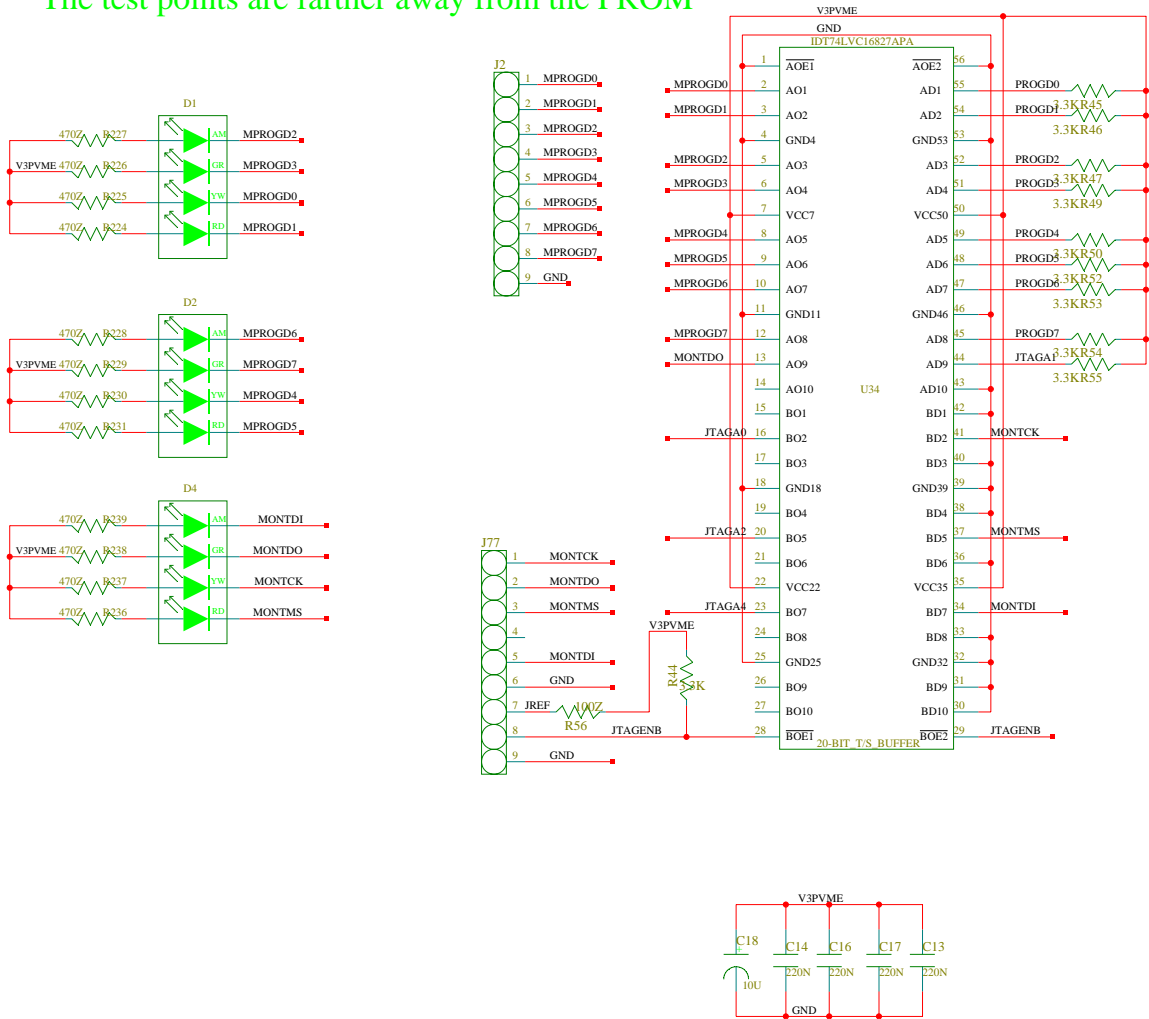 The test points are farther away from the PROM
D1
470Z R227 AM MPROGD2
V3PVME 470Z R226 GR MPROGD3
470Z R225 YW MPROGD0
470Z R224 RD MPROGD1
D2
470Z R228 AM MPROGD6
V3PVME 470Z R229 GR MPROGD7
470Z R230 YW MPROGD4
470Z R231 RD MPROGD5
D4
470Z R239 AM MONTDI
V3PVME 470Z R238 GR MONTDO
470Z R237 YW MONTCK
470Z R236 RD MONTMS
J2
1 MPROGD0
2 MPROGD1
3 MPROGD2
4 MPROGD3
5 MPROGD4
6 MPROGD5
7 MPROGD6
8 MPROGD7
9 GND
J77
1 MONTCK
2 MONTDO
3 MONTMS
4
5 MONTDI
6 GND
7 JREF 100Z
R56
8 JTAGENB
9 GND
V3PVME
R44
3.3K
V3PVME
GND
IDT74LVC16827APA
1 AOE1 AOE2 56
MPROGD0 2 AO1 AD1 55 PROGD0
3.3KR45
MPROGD1 3 AO2 AD2 54 PROGD1
3.3KR46
4 GND4 GND53 53
MPROGD2 5 AO3 AD3 52 PROGD2
3.3KR47
MPROGD3 6 AO4 AD4 51 PROGD3
3.3KR49
7 VCC7 VCC50 50
MPROGD4 8 AO5 AD5 49 PROGD4
3.3KR50
MPROGD5 9 AO6 AD6 48 PROGD5
3.3KR52
MPROGD6 10 AO7 AD7 47 PROGD6
3.3KR53
11 GND11 GND46 46
MPROGD7 12 AO8 AD8 45 PROGD7
3.3KR54
MONTDO 13 AO9 AD9 44 JTAGA1
3.3KR55
14 AO10 U34 AD10 43
15 BO1 BD1 42
JTAGA0 16 BO2 BD2 41 MONTCK
17 BO3 BD3 40
18 GND18 GND39 39
19 BO4 BD4 38
JTAGA2 20 BO5 BD5 37 MONTMS
21 BO6 BD6 36
22 VCC22 VCC35 35
JTAGA4 23 BO7 BD7 34 MONTDI
24 BO8 BD8 33
25 GND25 GND32 32
26 BO9 BD9 31
27 BO10 BD10 30
28 BOE1 BOE2 29 JTAGENB
20-BIT_T/S_BUFFER
V3PVME
C18 C14 C16 C17 C13
+
10U 220N 220N 220N 220N
GND